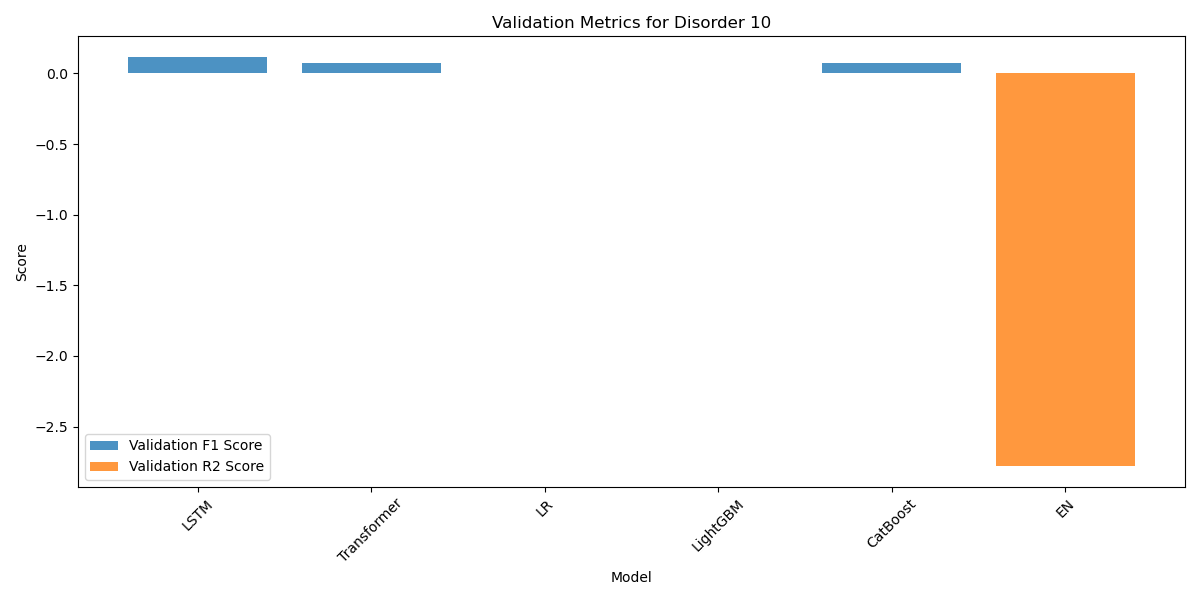 Validation Metrics for Disorder 10
Score
0.0
−0.5
−1.0
−1.5
−2.0
−2.5
Validation F1 Score
Validation R2 Score
LSTM
Transformer
LR
LightGBM
CatBoost
EN
Model